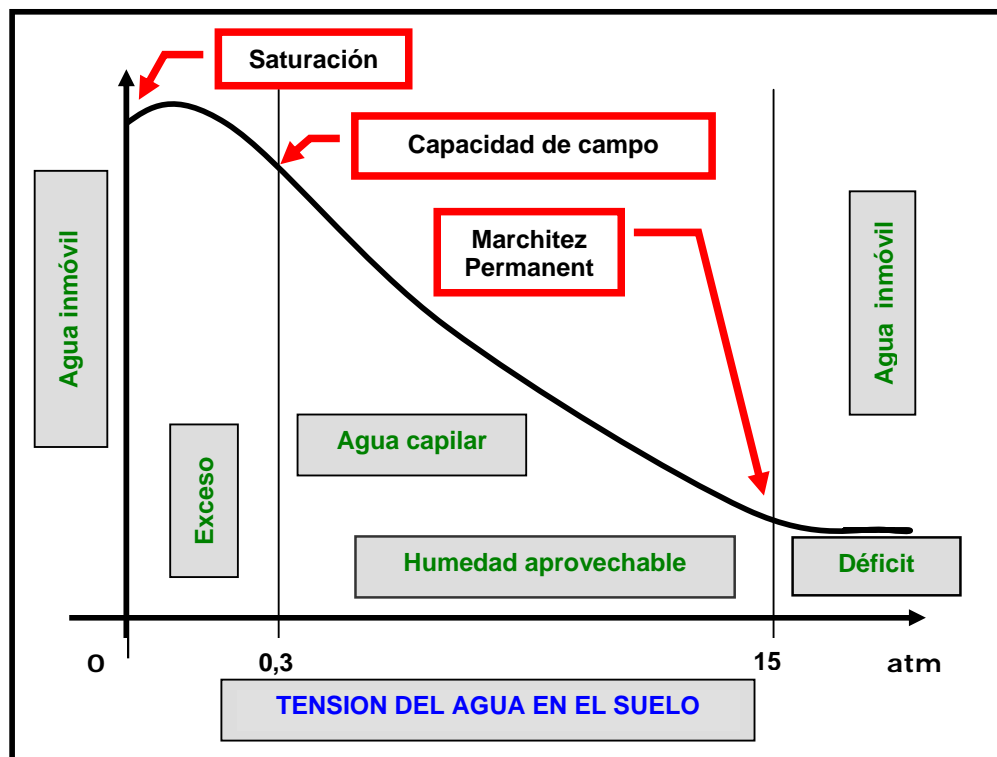 Saturación
Capacidad de campo
Marchitez
Permanent
Agua inmóvil
Agua inmóvil
Exceso
Agua capilar
Humedad aprovechable
Déficit
0
0,3
15
atm
TENSION DEL AGUA EN EL SUELO